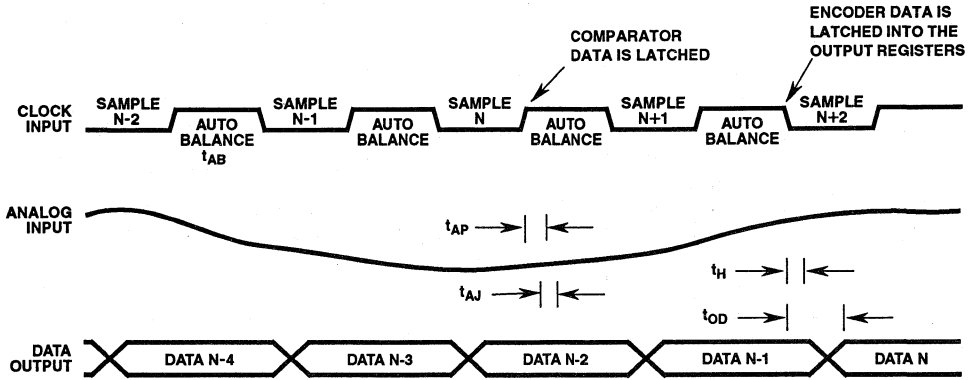 ENCODER DATA IS
LATCHED INTO THE
OUTPUT REGISTERS
COMPARATOR
DATA IS LATCHED
CLOCK
INPUT
SAMPLE
N-2
AUTO
BALANCE
tAB
SAMPLE
N-1
AUTO
BALANCE
SAMPLE
N
AUTO
BALANCE
SAMPLE
N+1
AUTO
BALANCE
SAMPLE
N+2
ANALOG
INPUT
tAP
tAJ
tH
tOD
DATA
OUTPUT
DATA N-4
DATA N-3
DATA N-2
DATA N-1
DATA N